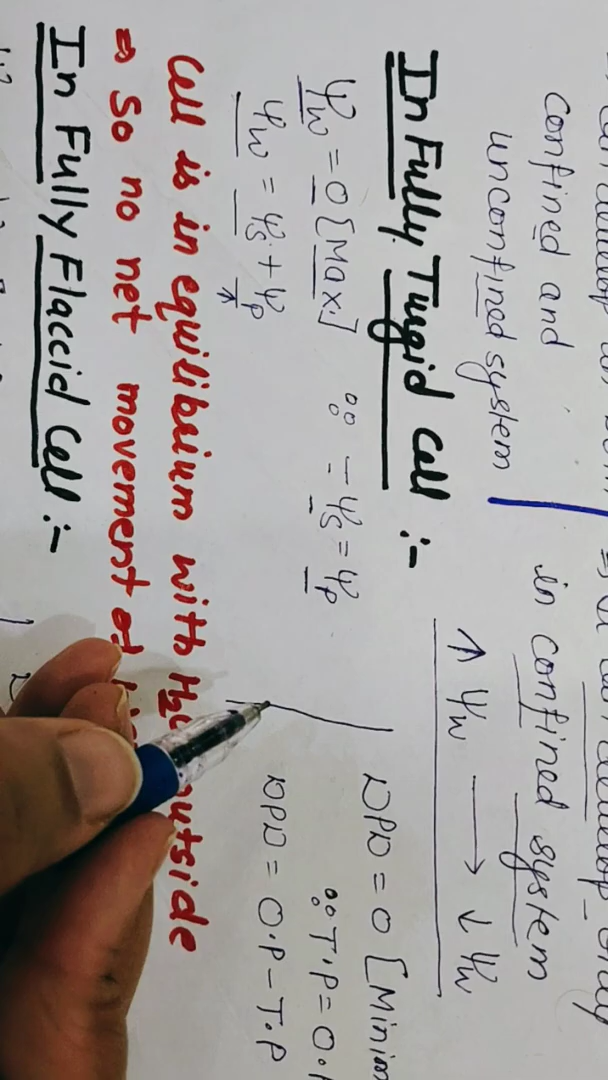 confined and
unconfined system
in confined system
↑ Ψw ⟶ ↓ Ψw
In Fully Turgid Cell :-
Ψw = 0 [Max.] ∵ -Ψs = Ψp
Ψw = Ψs + Ψp
DPD = 0
∵ T.P = O.
DPD = O.P - T.P
Cell is in equilibrium with outside
⇒ So no net movement of
In Fully Flaccid Cell :-